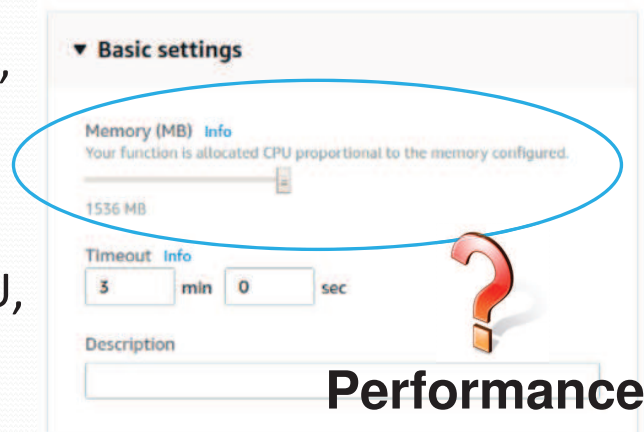 ,
▼ Basic settings
Memory (MB) Info
Your function is allocated CPU proportional to the memory configured.
1536 MB
Timeout Info
3 min 0 sec
J,
?
Description
Performance